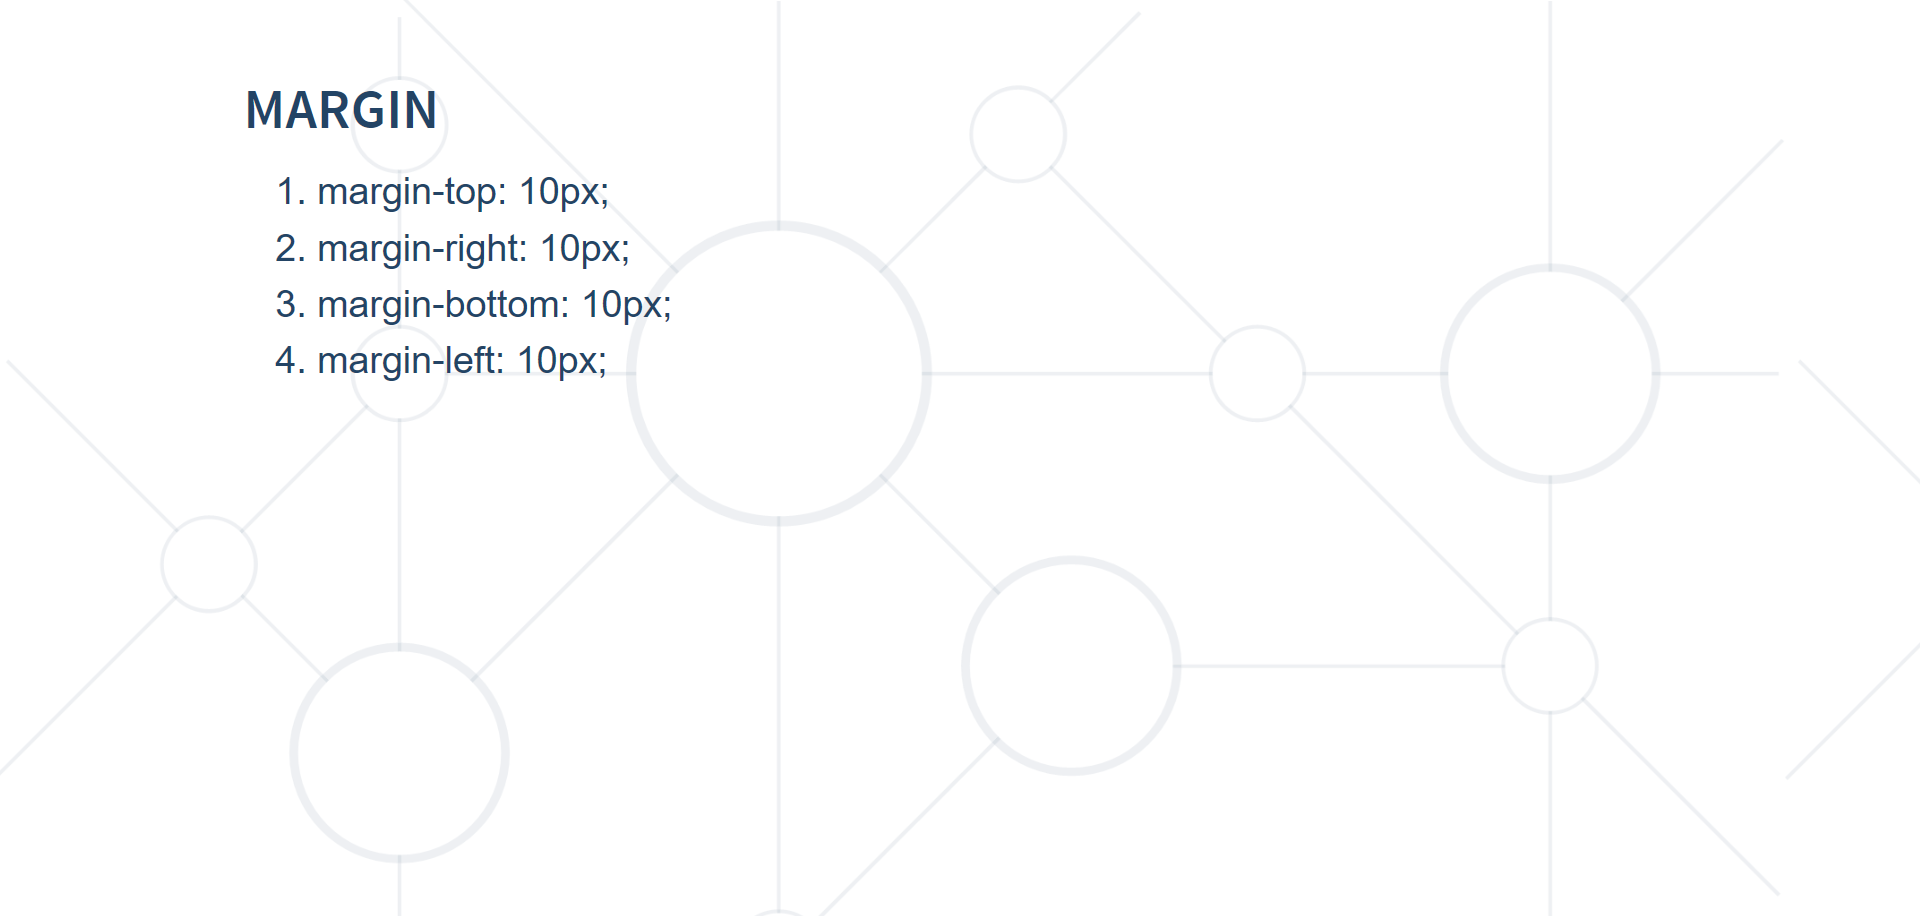 MARGIN
1. margin-top: 10px;
2. margin-right: 10px;
3. margin-bottom: 10px;
4. margin-left: 10px;